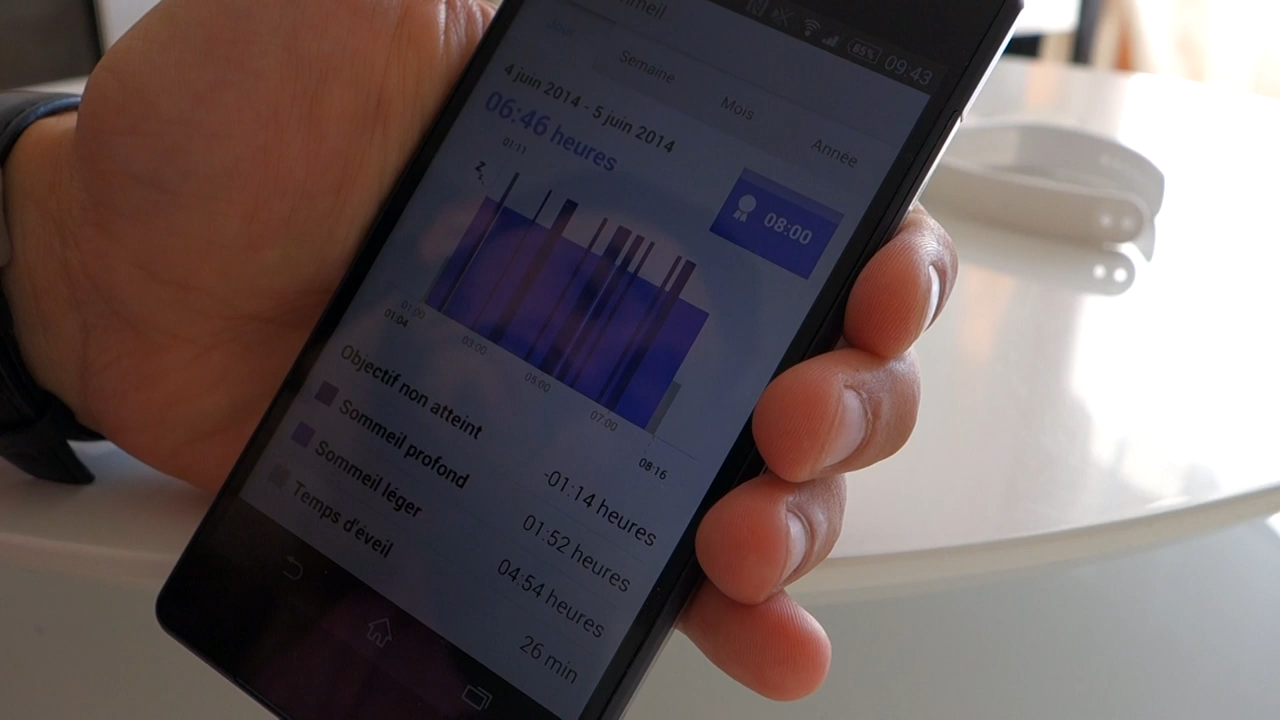 85% 09:43
Jour Semaine Mois Année
4 juin 2014 - 5 juin 2014
06:46 heures
08:00
01:11
01:00 03:00 05:00 07:00
01:04 08:16
Objectif non atteint -01:14 heures
Sommeil profond 01:52 heures
Sommeil léger 04:54 heures
Temps d'éveil 26 min